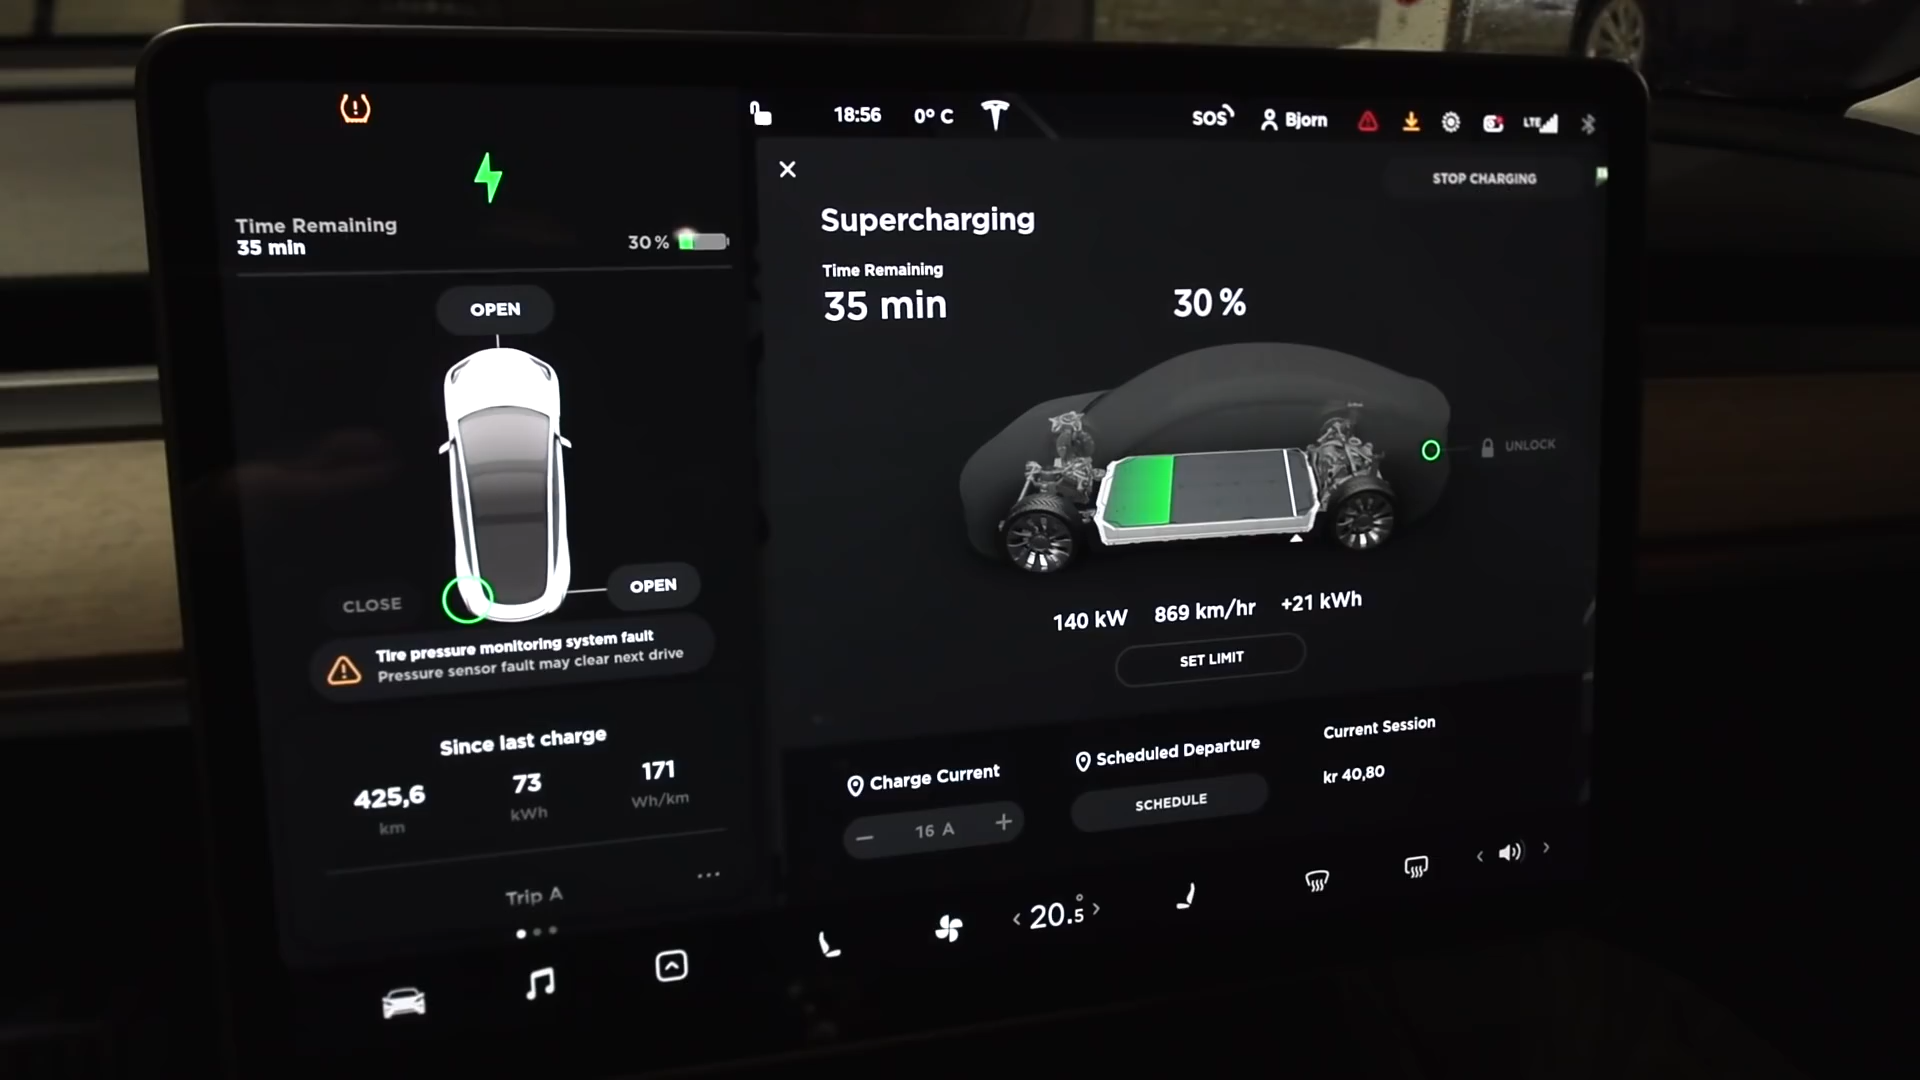 18:56
0° C
SOS
Bjorn
LTE
Time Remaining
35 min
30 %
OPEN
CLOSE
OPEN
Tire pressure monitoring system fault
Pressure sensor fault may clear next drive
Since last charge
425,6 73 171
km kWh Wh/km
Trip A
STOP CHARGING
Supercharging
Time Remaining
35 min
30 %
UNLOCK
140 kW 869 km/hr +21 kWh
SET LIMIT
Charge Current
16 A
Scheduled Departure
SCHEDULE
Current Session
kr 40,80
20.5°